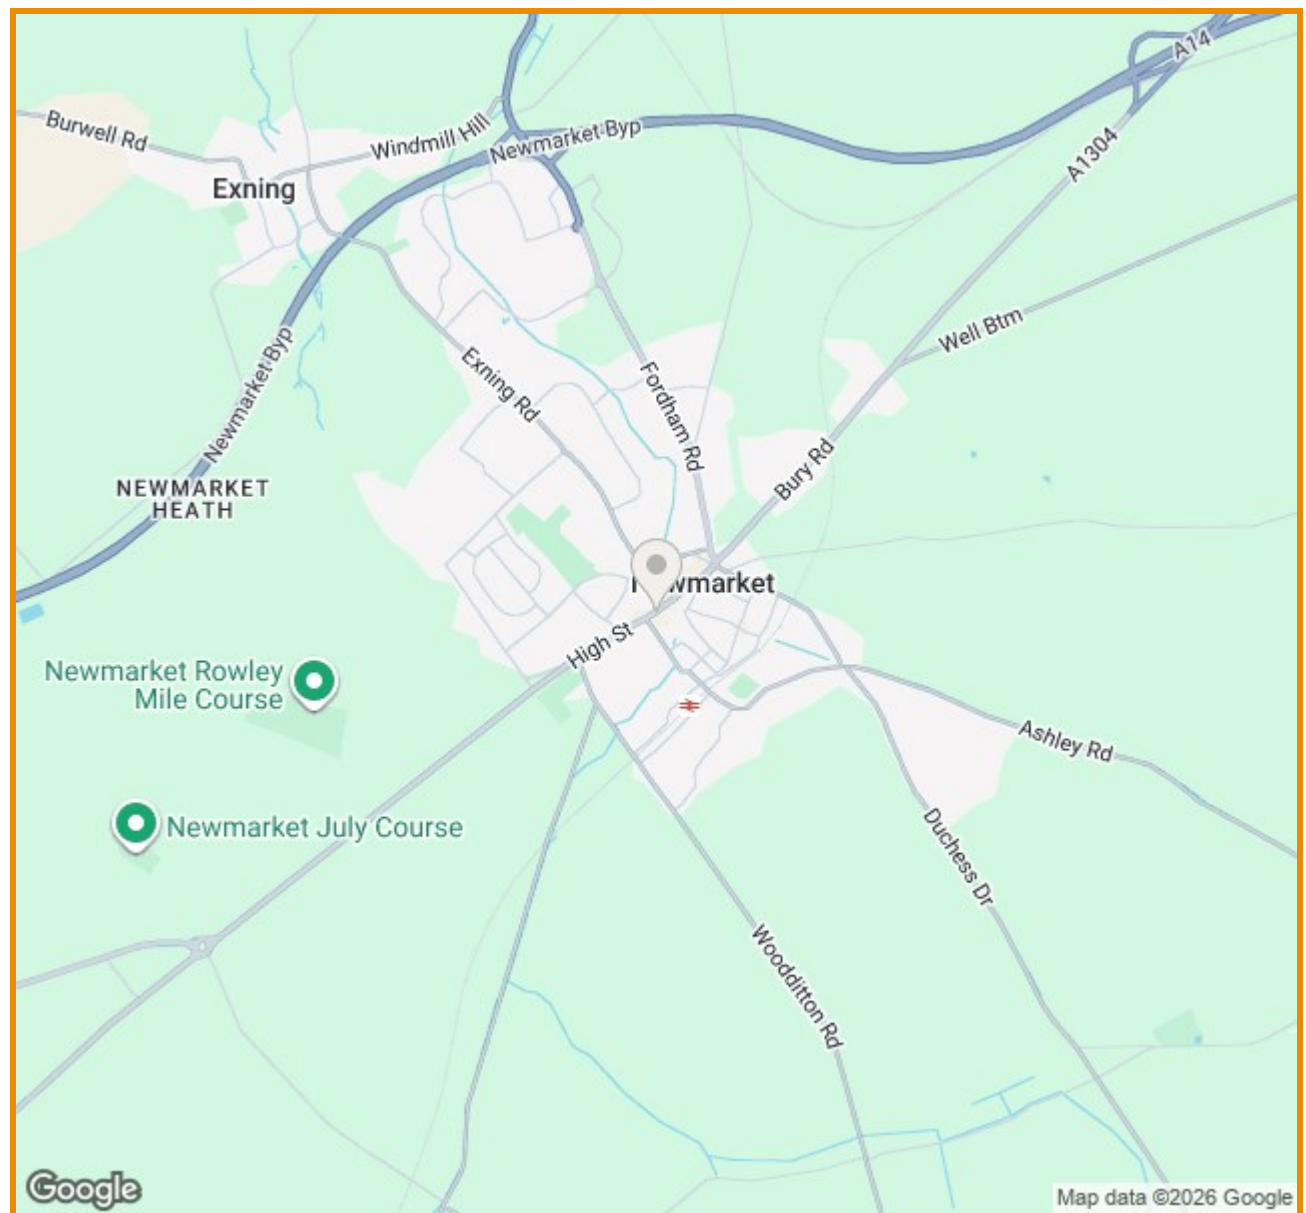 A14
Burwell Rd
Windmill Hill
Newmarket Byp
A1304
Exning
Well Btm
Newmarket Byp
Exning Rd
Fordham Rd
Bury Rd
NEWMARKET
HEATH
Newmarket
High St
Newmarket Rowley
Mile Course
Ashley Rd
Newmarket July Course
Duchess Dr
Woodditton Rd
Google
Map data ©2026 Google